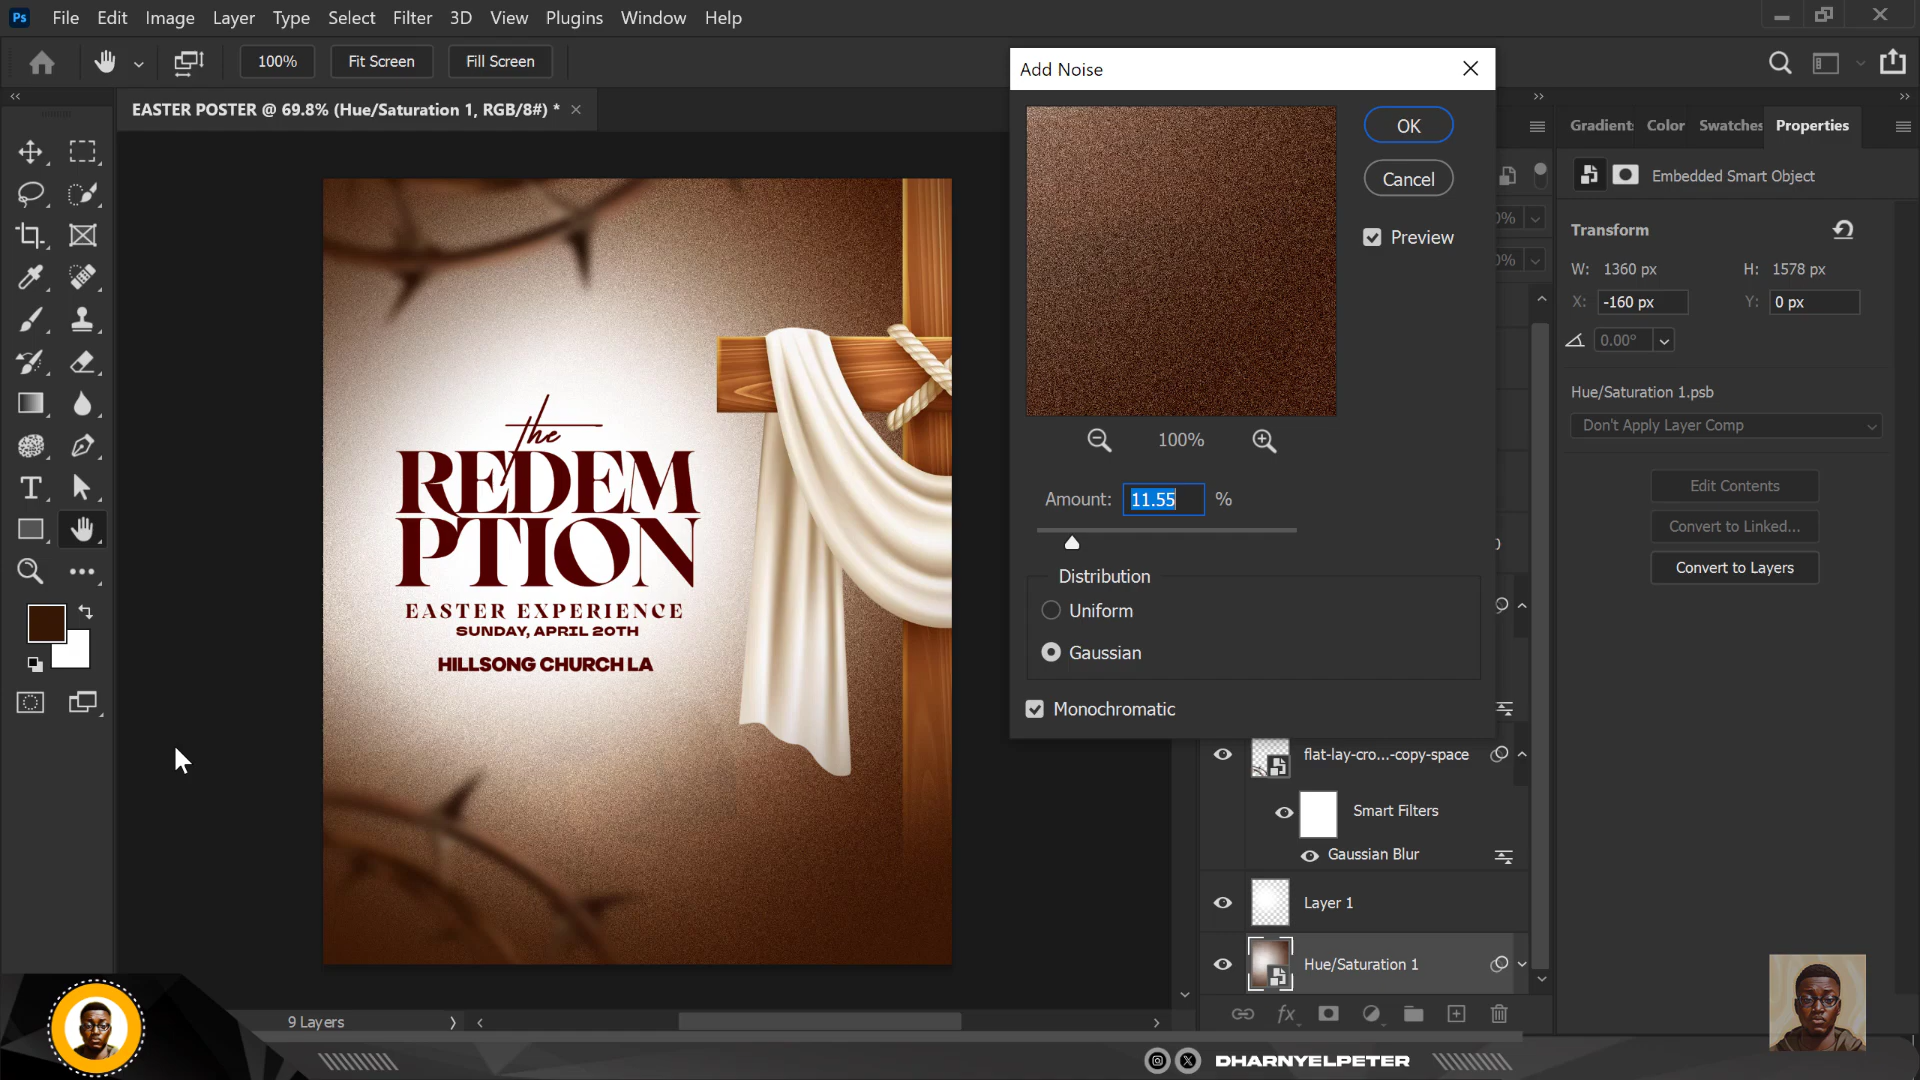 Ps File Edit Image Layer Type Select Filter 3D View Plugins Window Help
100% Fit Screen Fill Screen
EASTER POSTER @ 69.8% (Hue/Saturation 1, RGB/8#) *
the
REDEM
PTION
EASTER EXPERIENCE
SUNDAY, APRIL 20TH
HILLSONG CHURCH LA
9 Layers
Add Noise
OK
Cancel
Preview
100%
Amount: 11.55 %
Distribution
Uniform
Gaussian
Monochromatic
0%
0%
flat-lay-cro...-copy-space
Smart Filters
Gaussian Blur
Layer 1
Hue/Saturation 1
fx
Gradient Color Swatches Properties
Embedded Smart Object
Transform
W: 1360 px H: 1578 px
X: -160 px Y: 0 px
0.00°
Hue/Saturation 1.psb
Don't Apply Layer Comp
Edit Contents
Convert to Linked...
Convert to Layers
DHARNYELPETER